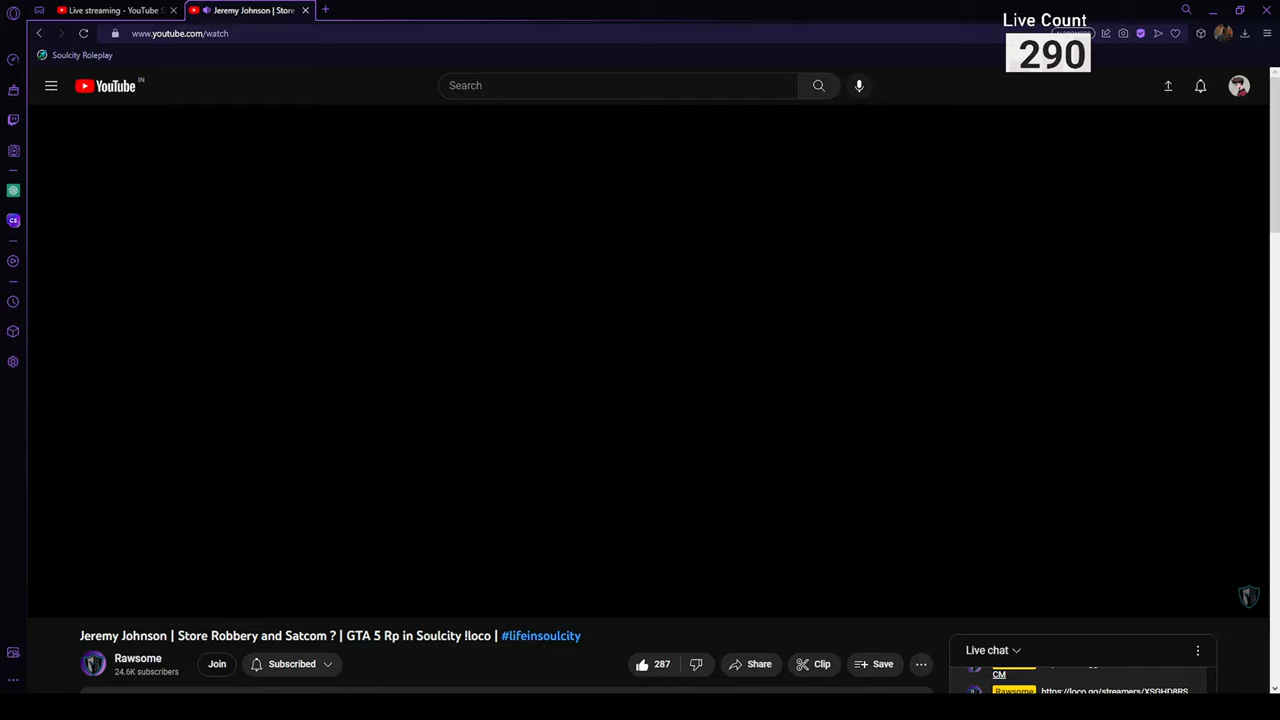 Live streaming - YouTube S
Jeremy Johnson | Store
Live Count
290
www.youtube.com/watch
Soulcity Roleplay
YouTube IN
Search
Jeremy Johnson | Store Robbery and Satcom ? | GTA 5 Rp in Soulcity !loco | #lifeinsoulcity
Rawsome
24.6K subscribers
Join
Subscribed
287
Share
Clip
Save
Live chat
CM
Rawsome https://loco.gg/streamers/XSGHD8RS
CS